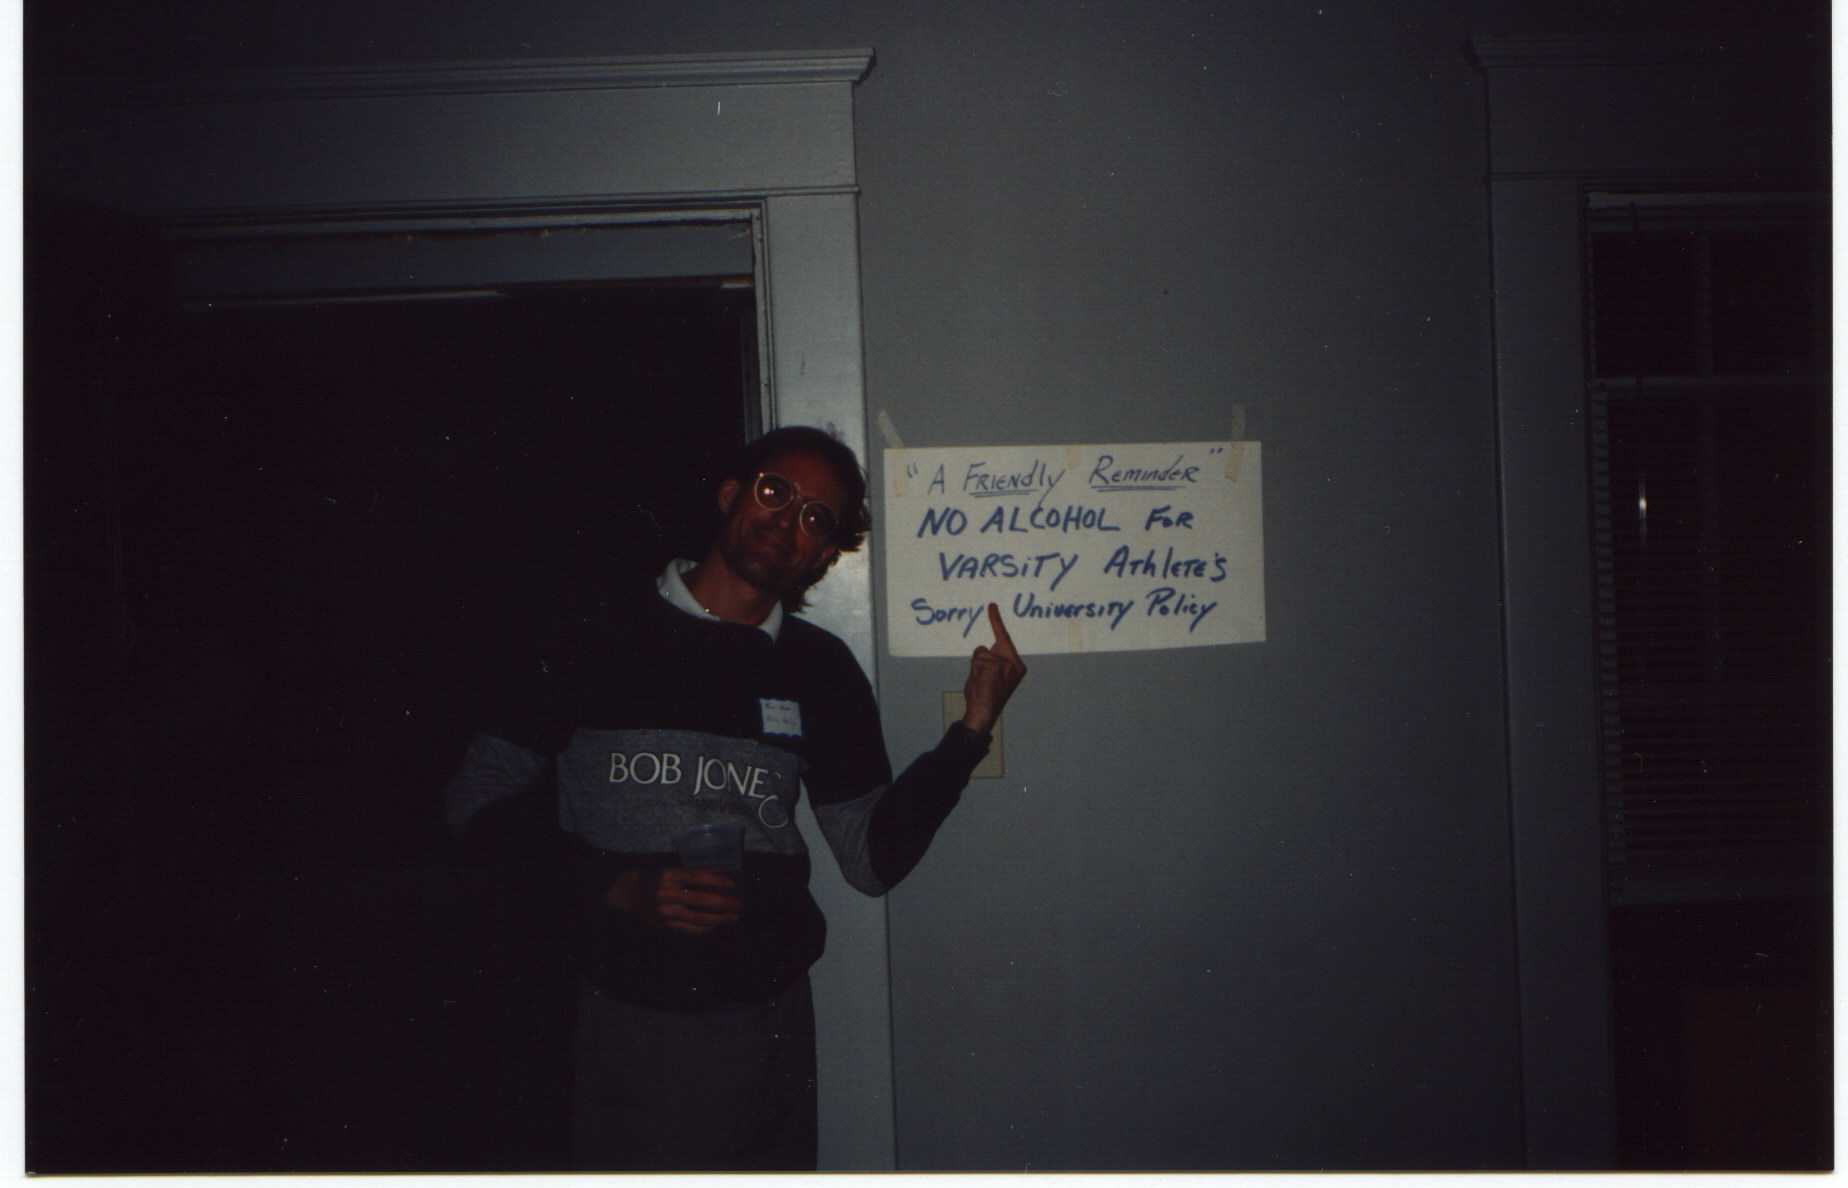 "A FRIENDly REMINDER"
NO ALCOHOL FOR
VARSITY AthlETE'S
Sorry University Policy
BOB JONES